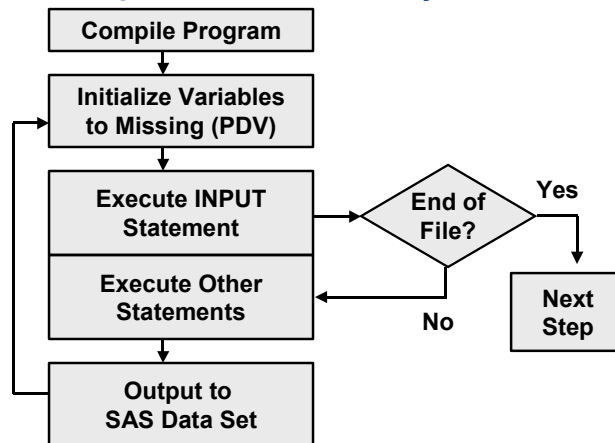 Compile Program
Initialize Variables
to Missing (PDV)
Execute INPUT
Statement
End of
File?
Yes
Execute Other
Statements
No
Next
Step
Output to
SAS Data Set